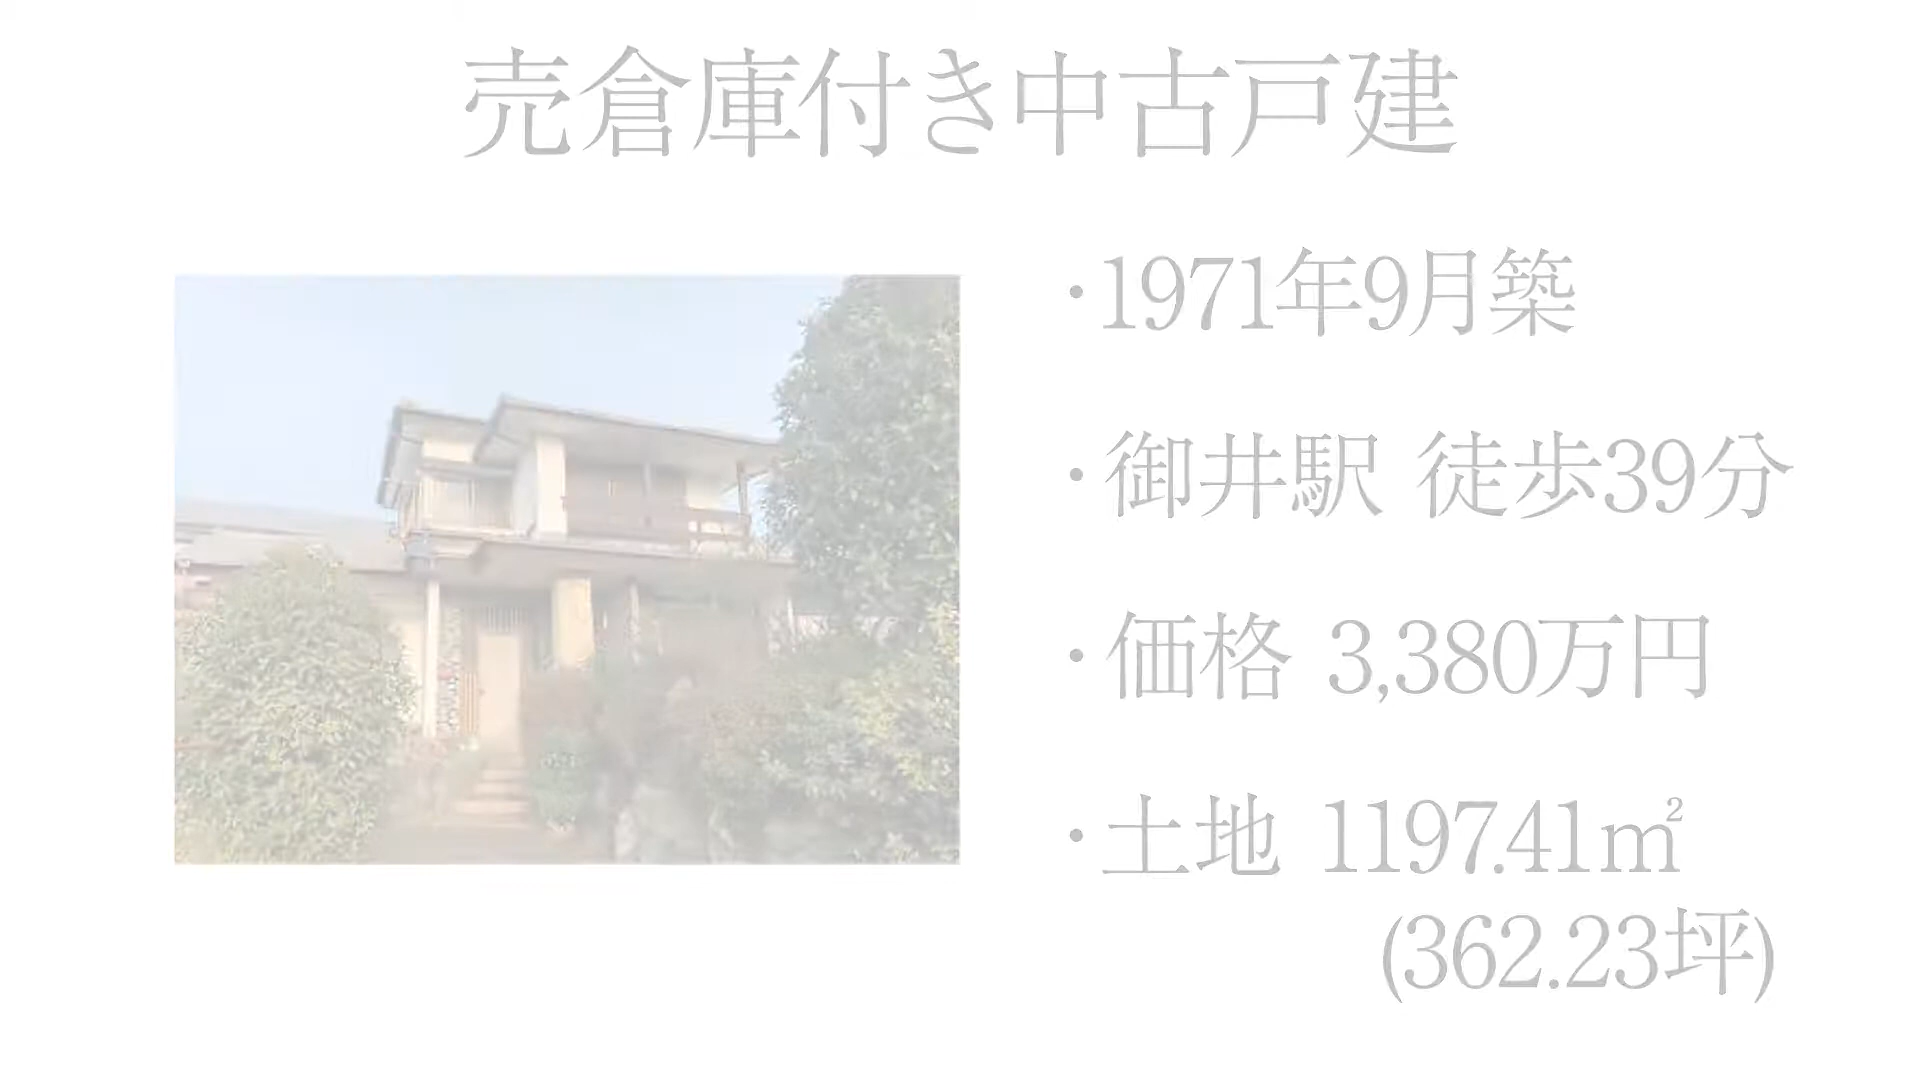 売倉庫付き中古戸建
・1971年9月築
・御井駅 徒歩39分
・価格 3,380万円
・土地 1197.41㎡
(362.23坪)